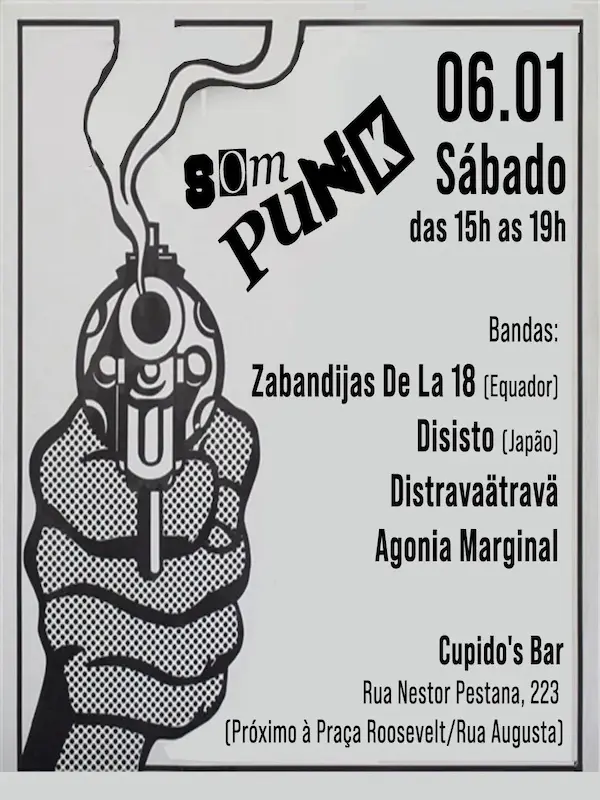 06.01
Sábado
das 15h as 19h
SOm
PUNK
Bandas:
Zabandijas De La 18 (Equador)
Disisto (Japão)
Distravaätravä
Agonia Marginal
Cupido's Bar
Rua Nestor Pestana, 223
(Próximo à Praça Roosevelt/Rua Augusta)